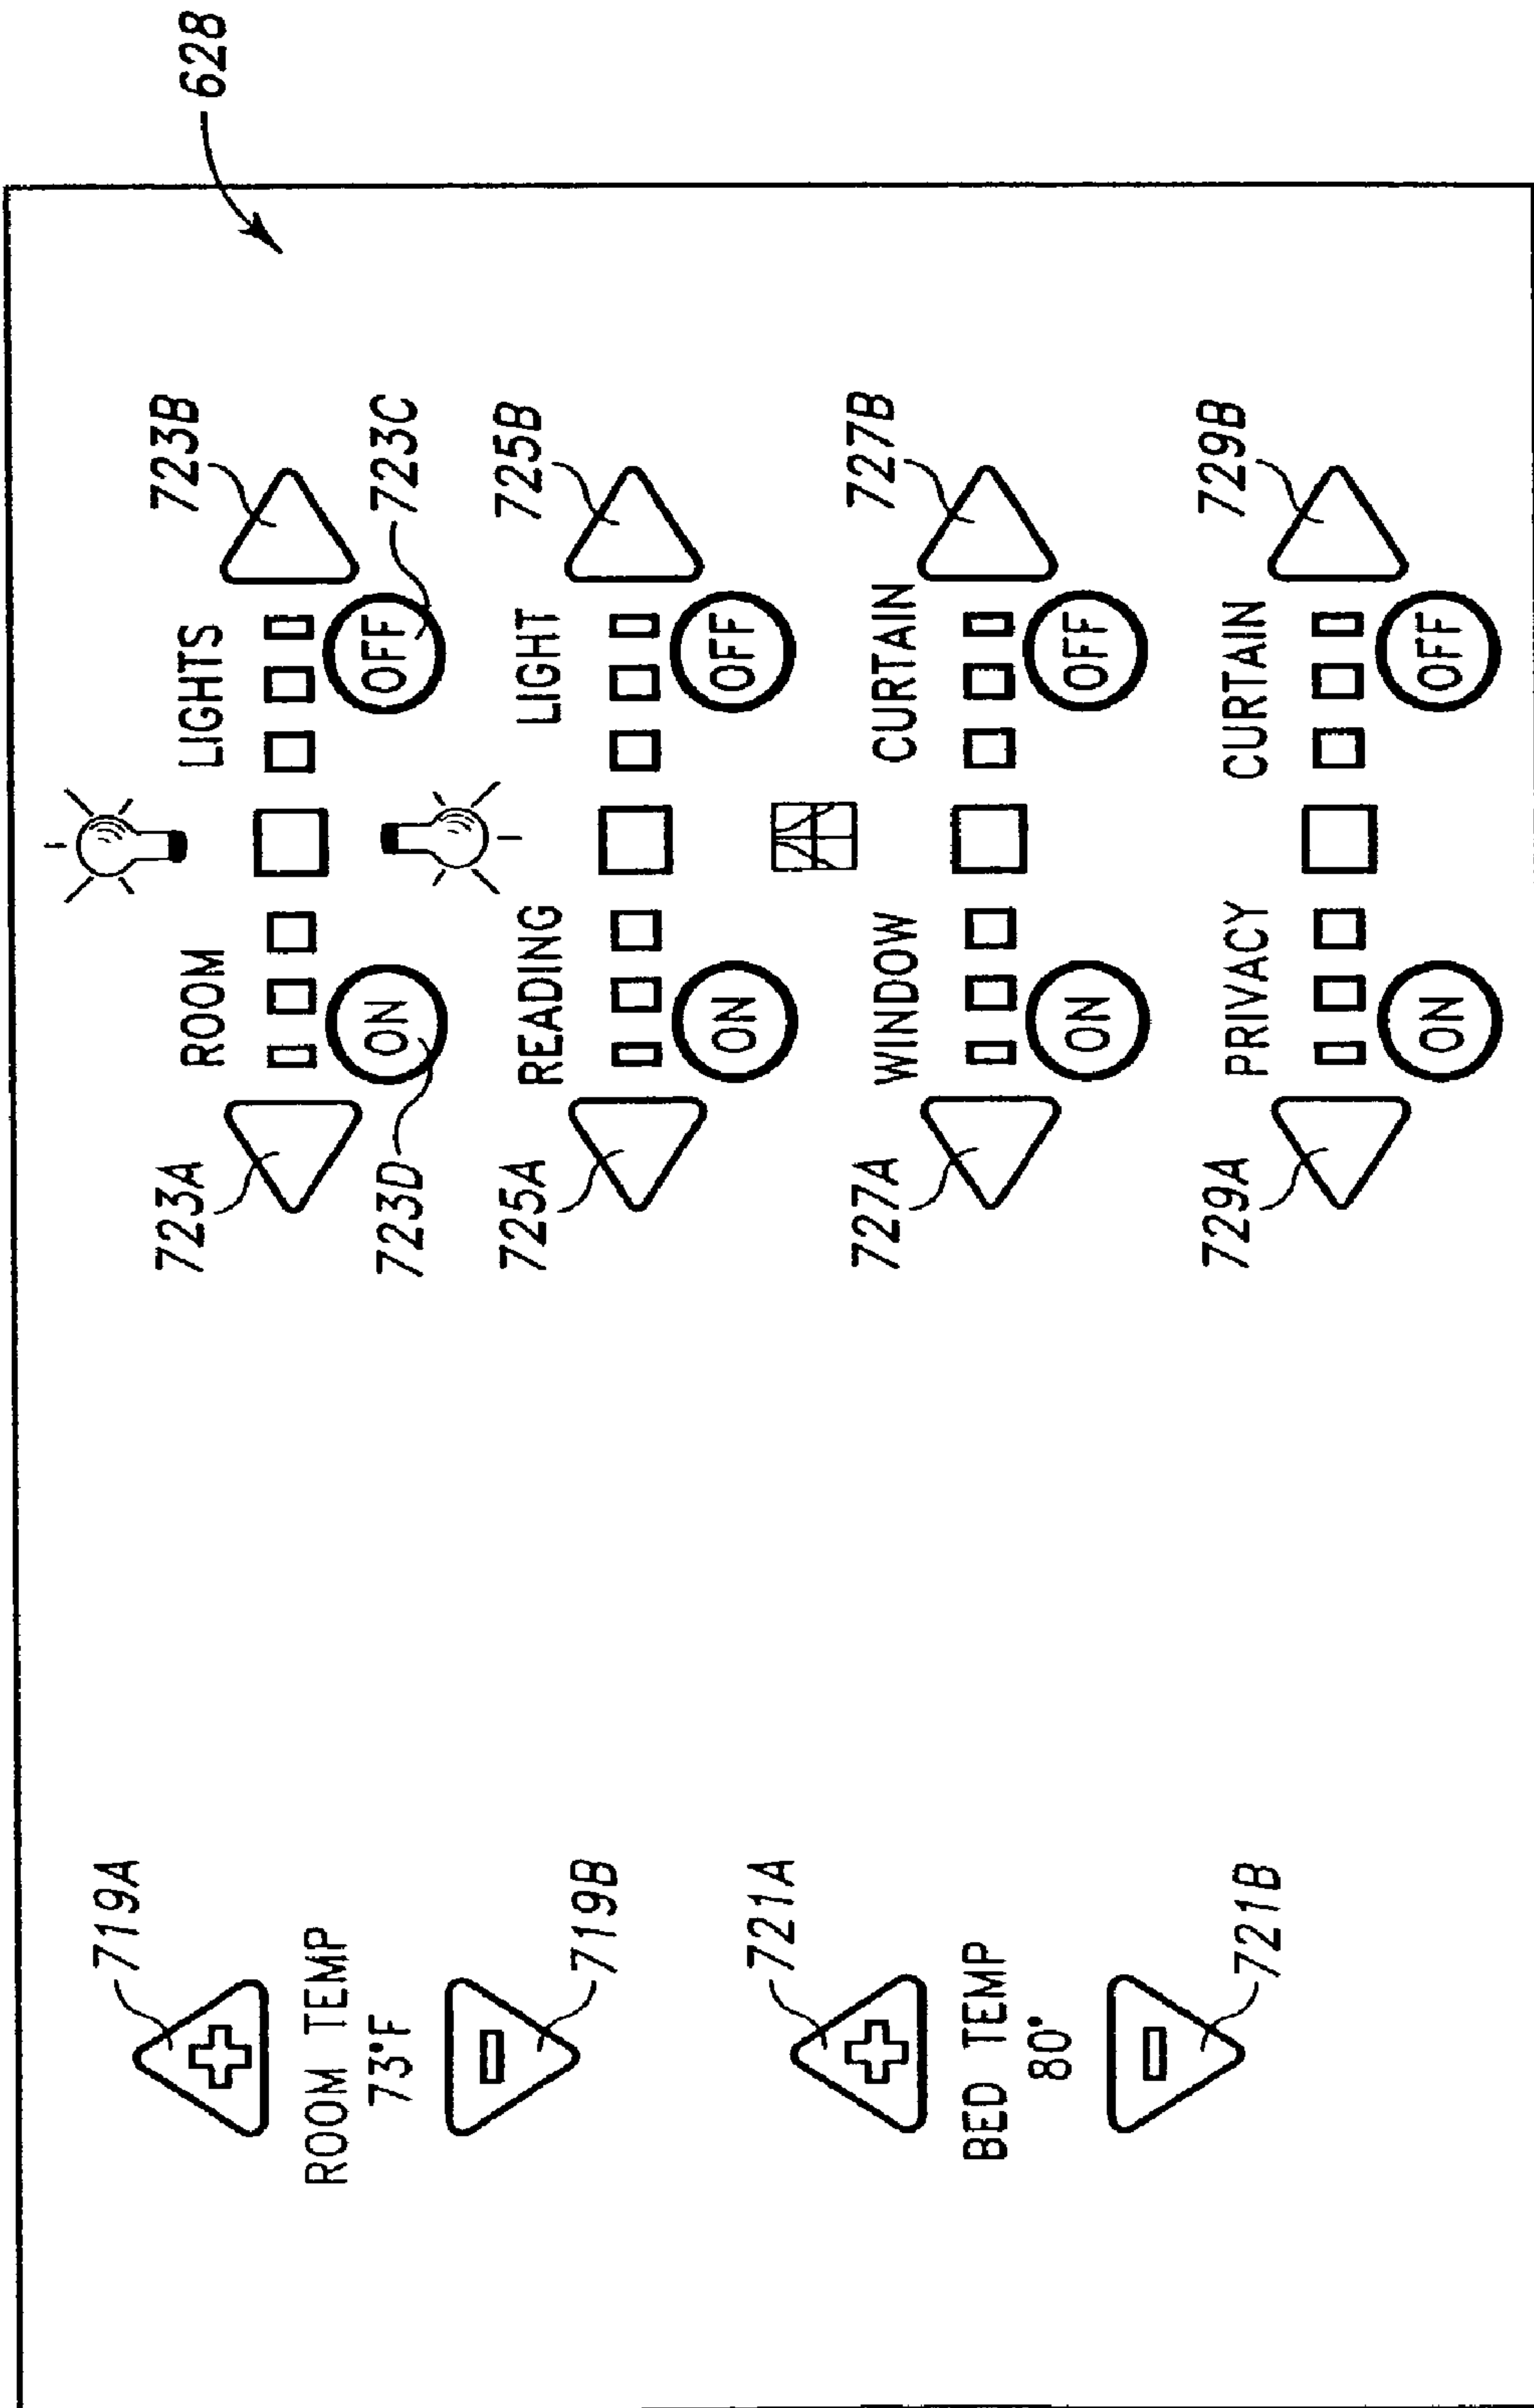 628
719A
ROOM TEMP
73°F
719B
721A
BED TEMP
80°
721B
723A
ROOM LIGHTS
723B
ON OFF
723D
723C
725A
READING LIGHT
725B
ON OFF
727A
WINDOW CURTAIN
727B
ON OFF
729A
PRIVACY CURTAIN
729B
ON OFF